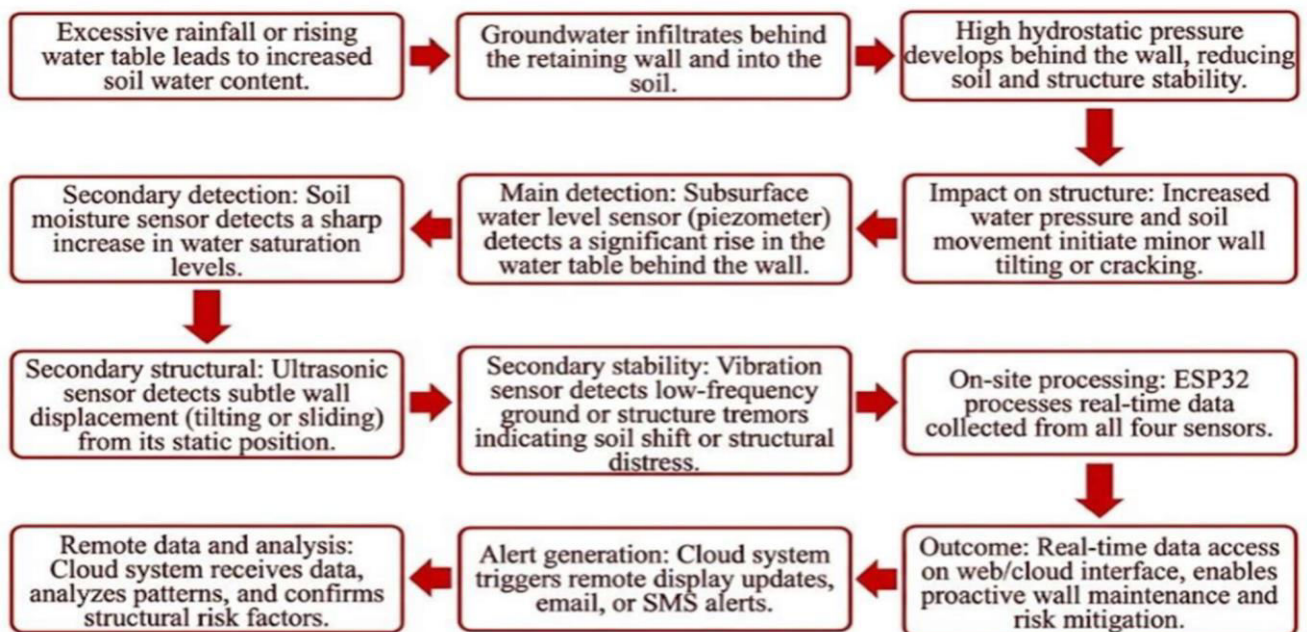 Excessive rainfall or rising
water table leads to increased
soil water content.
Groundwater infiltrates behind
the retaining wall and into the
soil.
High hydrostatic pressure
develops behind the wall, reducing
soil and structure stability.
Impact on structure: Increased
water pressure and soil
movement initiate minor wall
tilting or cracking.
Main detection: Subsurface
water level sensor (piezometer)
detects a significant rise in the
water table behind the wall.
Secondary detection: Soil
moisture sensor detects a sharp
increase in water saturation
levels.
Secondary structural: Ultrasonic
sensor detects subtle wall
displacement (tilting or sliding)
from its static position.
Secondary stability: Vibration
sensor detects low-frequency
ground or structure tremors
indicating soil shift or structural
distress.
On-site processing: ESP32
processes real-time data
collected from all four sensors.
Outcome: Real-time data access
on web/cloud interface, enables
proactive wall maintenance and
risk mitigation.
Alert generation: Cloud system
triggers remote display updates,
email, or SMS alerts.
Remote data and analysis:
Cloud system receives data,
analyzes patterns, and confirms
structural risk factors.